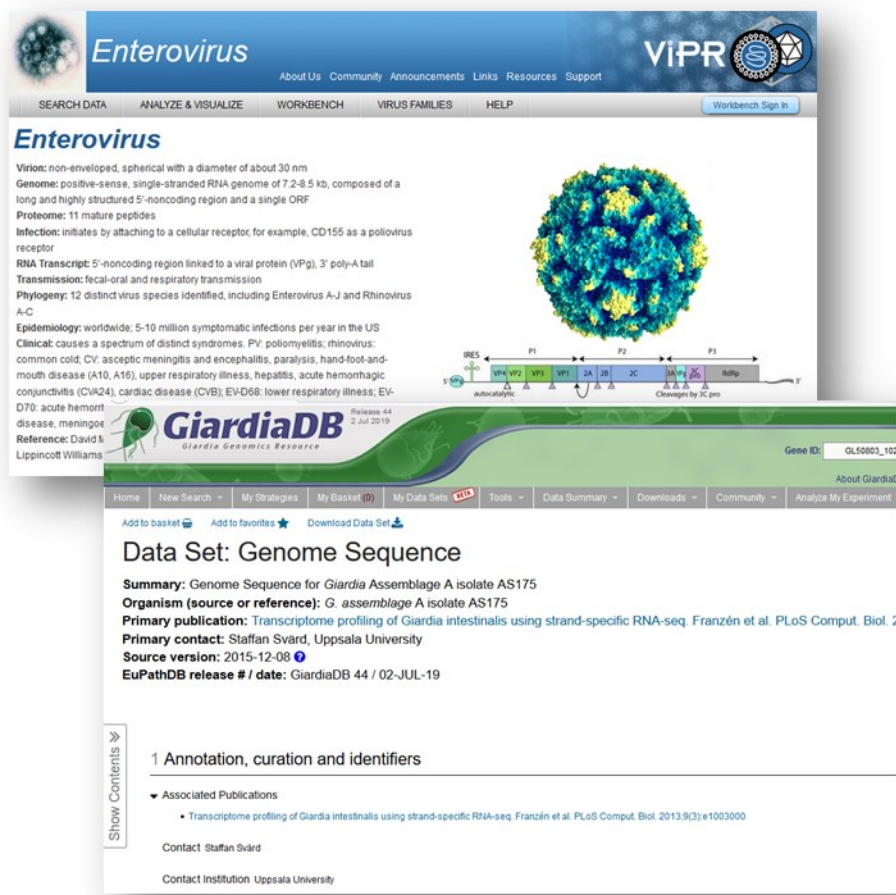 Enterovirus
ViPR
About Us Community Announcements Links Resources Support
SEARCH DATA ANALYZE & VISUALIZE WORKBENCH VIRUS FAMILIES HELP Workbench Sign In
Enterovirus
Virion: non-enveloped, spherical with a diameter of about 30 nm
Genome: positive-sense, single-stranded RNA genome of 7.2-8.5 kb, composed of a
long and highly structured 5'-noncoding region and a single ORF
Proteome: 11 mature peptides
Infection: initiates by attaching to a cellular receptor, for example, CD155 as a poliovirus
receptor
RNA Transcript: 5'-noncoding region linked to a viral protein (VPg), 3' poly-A tail
Transmission: fecal-oral and respiratory transmission
Phylogeny: 12 distinct virus species identified, including Enterovirus A-J and Rhinovirus
A-C
Epidemiology: worldwide; 5-10 million symptomatic infections per year in the US
Clinical: causes a spectrum of distinct syndromes. PV: poliomyelitis; rhinovirus:
common cold; CV: asceptic meningitis and encephalitis, paralysis, hand-foot-and-
mouth disease (A10, A16), upper respiratory illness, hepatitis, acute hemorrhagic
conjunctivitis (CVA24), cardiac disease (CVB); EV-D68: lower respiratory illness; EV-
D70: acute hemorrh
disease, meningoe
Reference: David M
Lippincott Williams
IRES P1 P2 P3
5' VPg VP4 VP2 VP3 VP1 2A 2B 2C 3A VPg 3C pro RdRp 3'
autocatalytic Cleavages by 3C pro
GiardiaDB
Giardia Genomics Resource
Release 44
2 Jul 2019
Gene ID: GL50803_102
About GiardiaD
Home New Search My Strategies My Basket (0) My Data Sets BETA Tools Data Summary Downloads Community Analyze My Experiment
Add to basket Add to favorites Download Data Set
Data Set: Genome Sequence
Summary: Genome Sequence for Giardia Assemblage A isolate AS175
Organism (source or reference): G. assemblage A isolate AS175
Primary publication: Transcriptome profiling of Giardia intestinalis using strand-specific RNA-seq. Franzén et al. PLoS Comput. Biol. 2
Primary contact: Staffan Svärd, Uppsala University
Source version: 2015-12-08
EuPathDB release # / date: GiardiaDB 44 / 02-JUL-19
Show Contents
1 Annotation, curation and identifiers
Associated Publications
Transcriptome profiling of Giardia intestinalis using strand-specific RNA-seq. Franzén et al. PLoS Comput. Biol. 2013;9(3):e1003000
Contact Staffan Svärd
Contact Institution Uppsala University